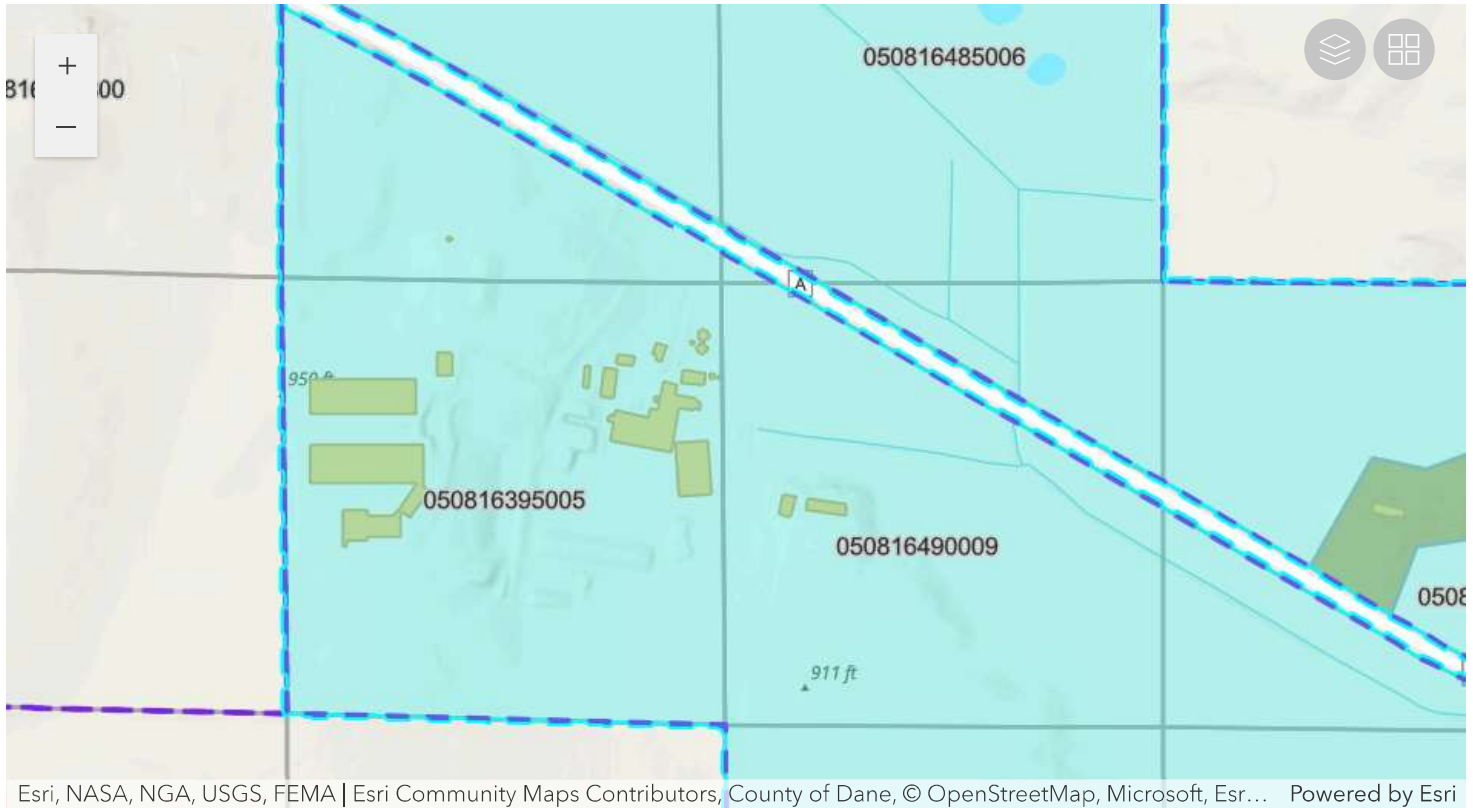 +
−
050816485006
A
950 ft
050816395005
050816490009
911 ft
Esri, NASA, NGA, USGS, FEMA | Esri Community Maps Contributors, County of Dane, © OpenStreetMap, Microsoft, Esr... Powered by Esri